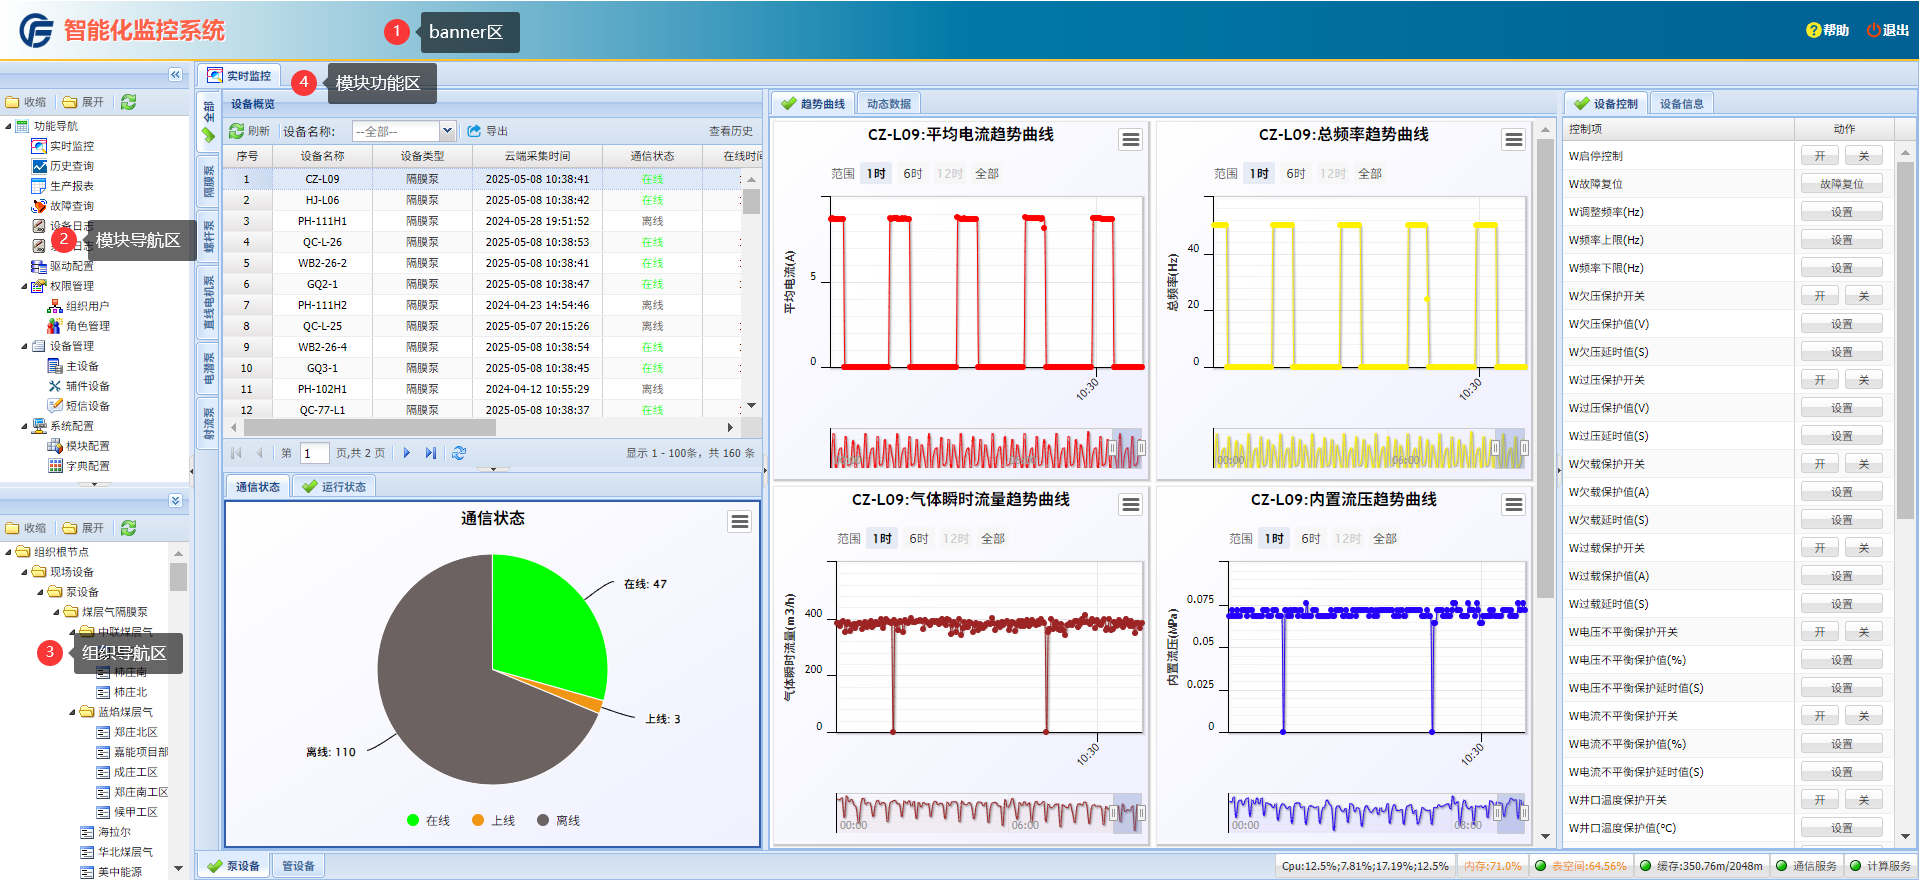 智能化监控系统
1 banner区
帮助
退出
收缩 展开
功能导航
实时监控
历史查询
生产报表
故障查询
设备日志
日志
2 模块导航区
驱动配置
权限管理
组织用户
角色管理
设备管理
主设备
辅件设备
短信设备
系统配置
模块配置
字典配置
收缩 展开
组织根节点
现场设备
泵设备
煤层气隔膜泵
中联煤层气
3 组织导航区
柿庄南
柿庄北
蓝焰煤层气
郑庄北区
嘉能项目部
成庄工区
郑庄南工区
候甲工区
海拉尔
华北煤层气
美中能源
实时监控
4 模块功能区
全部
隔膜泵
螺杆泵
直线电机泵
电潜泵
射流泵
设备概览
刷新 设备名称: --全部-- 导出 查看历史
序号 设备名称 设备类型 云端采集时间 通信状态 在线时间
1 CZ-L09 隔膜泵 2025-05-08 10:38:41 在线
2 HJ-L06 隔膜泵 2025-05-08 10:38:42 在线
3 PH-111H1 隔膜泵 2024-05-28 19:51:52 离线
4 QC-L-26 隔膜泵 2025-05-08 10:38:53 在线
5 WB2-26-2 隔膜泵 2025-05-08 10:38:41 在线
6 GQ2-1 隔膜泵 2025-05-08 10:38:47 在线
7 PH-111H2 隔膜泵 2024-04-23 14:54:46 离线
8 QC-L-25 隔膜泵 2025-05-07 20:15:26 离线
9 WB2-26-4 隔膜泵 2025-05-08 10:38:54 在线
10 GQ3-1 隔膜泵 2025-05-08 10:38:45 在线
11 PH-102H1 隔膜泵 2024-04-12 10:55:29 离线
12 QC-77-L1 隔膜泵 2025-05-08 10:38:37 在线
第 1 页,共 2 页 显示 1 - 100条，共 160 条
通信状态 运行状态
通信状态
在线: 47
上线: 3
离线: 110
在线 上线 离线
泵设备 管设备
趋势曲线 动态数据
CZ-L09:平均电流趋势曲线
范围 1时 6时 12时 全部
平均电流(A)
5
0
10:30
CZ-L09:总频率趋势曲线
范围 1时 6时 12时 全部
总频率(Hz)
40
20
0
10:30
00:00 06:00
CZ-L09:气体瞬时流量趋势曲线
范围 1时 6时 12时 全部
气体瞬时流量(m3/h)
400
200
0
10:30
00:00 06:00
CZ-L09:内置流压趋势曲线
范围 1时 6时 12时 全部
内置流压(MPa)
0.075
0.05
0.025
0
10:30
00:00 03:00
设备控制 设备信息
控制项 动作
W启停控制 开 关
W故障复位 故障复位
W调整频率(Hz) 设置
W频率上限(Hz) 设置
W频率下限(Hz) 设置
W欠压保护开关 开 关
W欠压保护值(V) 设置
W欠压延时值(S) 设置
W过压保护开关 开 关
W过压保护值(V) 设置
W过压延时值(S) 设置
W欠载保护开关 开 关
W欠载保护值(A) 设置
W欠载延时值(S) 设置
W过载保护开关 开 关
W过载保护值(A) 设置
W过载延时值(S) 设置
W电压不平衡保护开关 开 关
W电压不平衡保护值(%) 设置
W电压不平衡保护延时值(S) 设置
W电流不平衡保护开关 开 关
W电流不平衡保护值(%) 设置
W电流不平衡保护延时值(S) 设置
W井口温度保护开关 开 关
W井口温度保护值(℃) 设置
Cpu:12.5%;7.81%;17.19%;12.5% 内存:71.0% 表空间:64.56% 缓存:350.76m/2048m 通信服务 计算服务